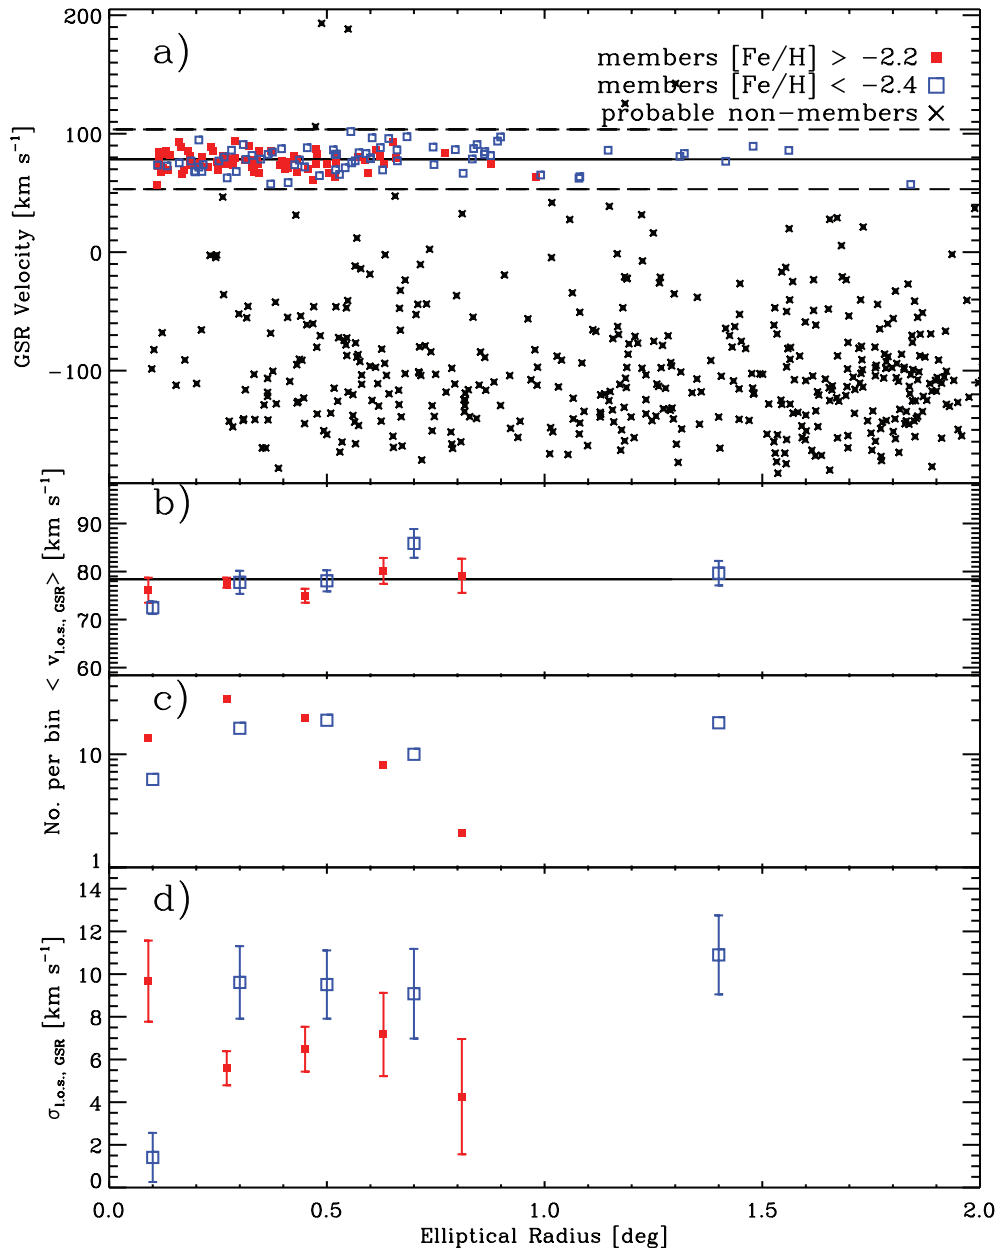 200
a)
members [Fe/H] > −2.2
members [Fe/H] < −2.4
probable non−members
100
0
−100
GSR Velocity [km s−1]
b)
90
80
70
60
< vl.o.s., GSR> [km s−1]
c)
10
1
No. per bin
d)
14
12
10
8
6
4
2
0
σl.o.s., GSR [km s−1]
0.0 0.5 1.0 1.5 2.0
Elliptical Radius [deg]